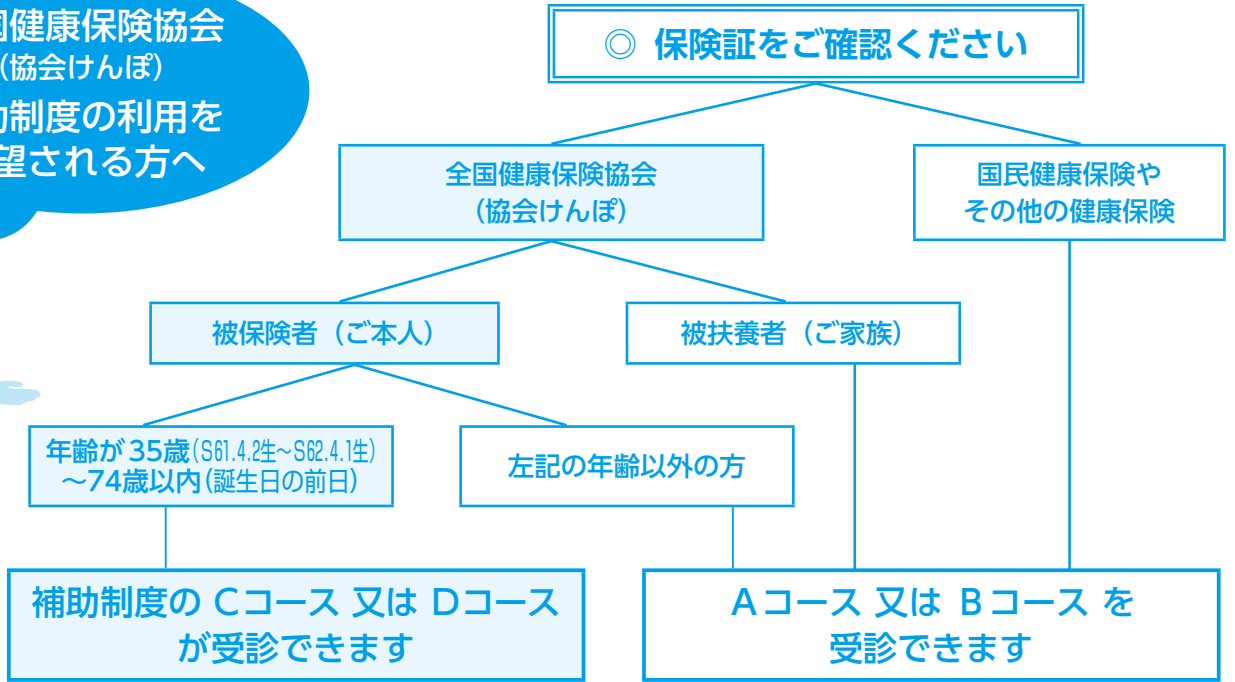 健康保険協会
（協会けんぽ）
制度の利用を
望される方へ
◎ 保険証をご確認ください
全国健康保険協会
（協会けんぽ）
国民健康保険や
その他の健康保険
被保険者（ご本人）
被扶養者（ご家族）
年齢が35歳（S61.4.2生～S62.4.1生）
～74歳以内（誕生日の前日）
左記の年齢以外の方
補助制度の Cコース 又は Dコース
が受診できます
Aコース 又は Bコース を
受診できます